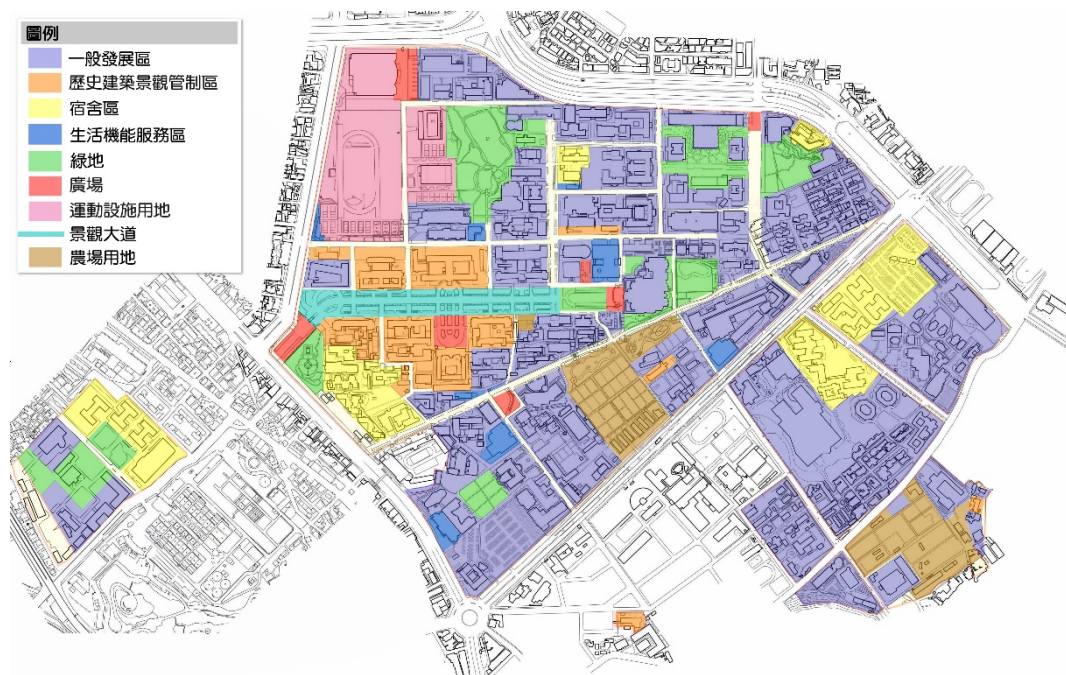 圖例
一般發展區
歷史建築景觀管制區
宿舍區
生活機能服務區
綠地
廣場
運動設施用地
景觀大道
農場用地